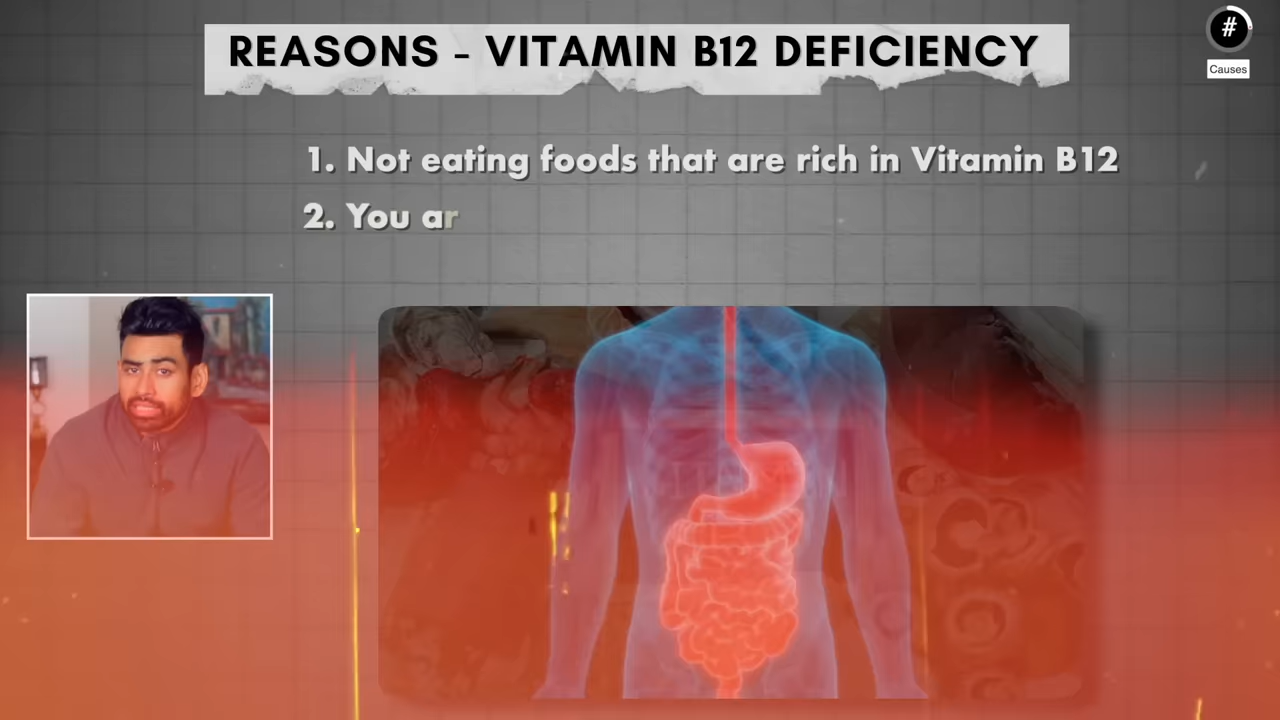 REASONS - VITAMIN B12 DEFICIENCY
#
Causes
1. Not eating foods that are rich in Vitamin B12
2. You ar